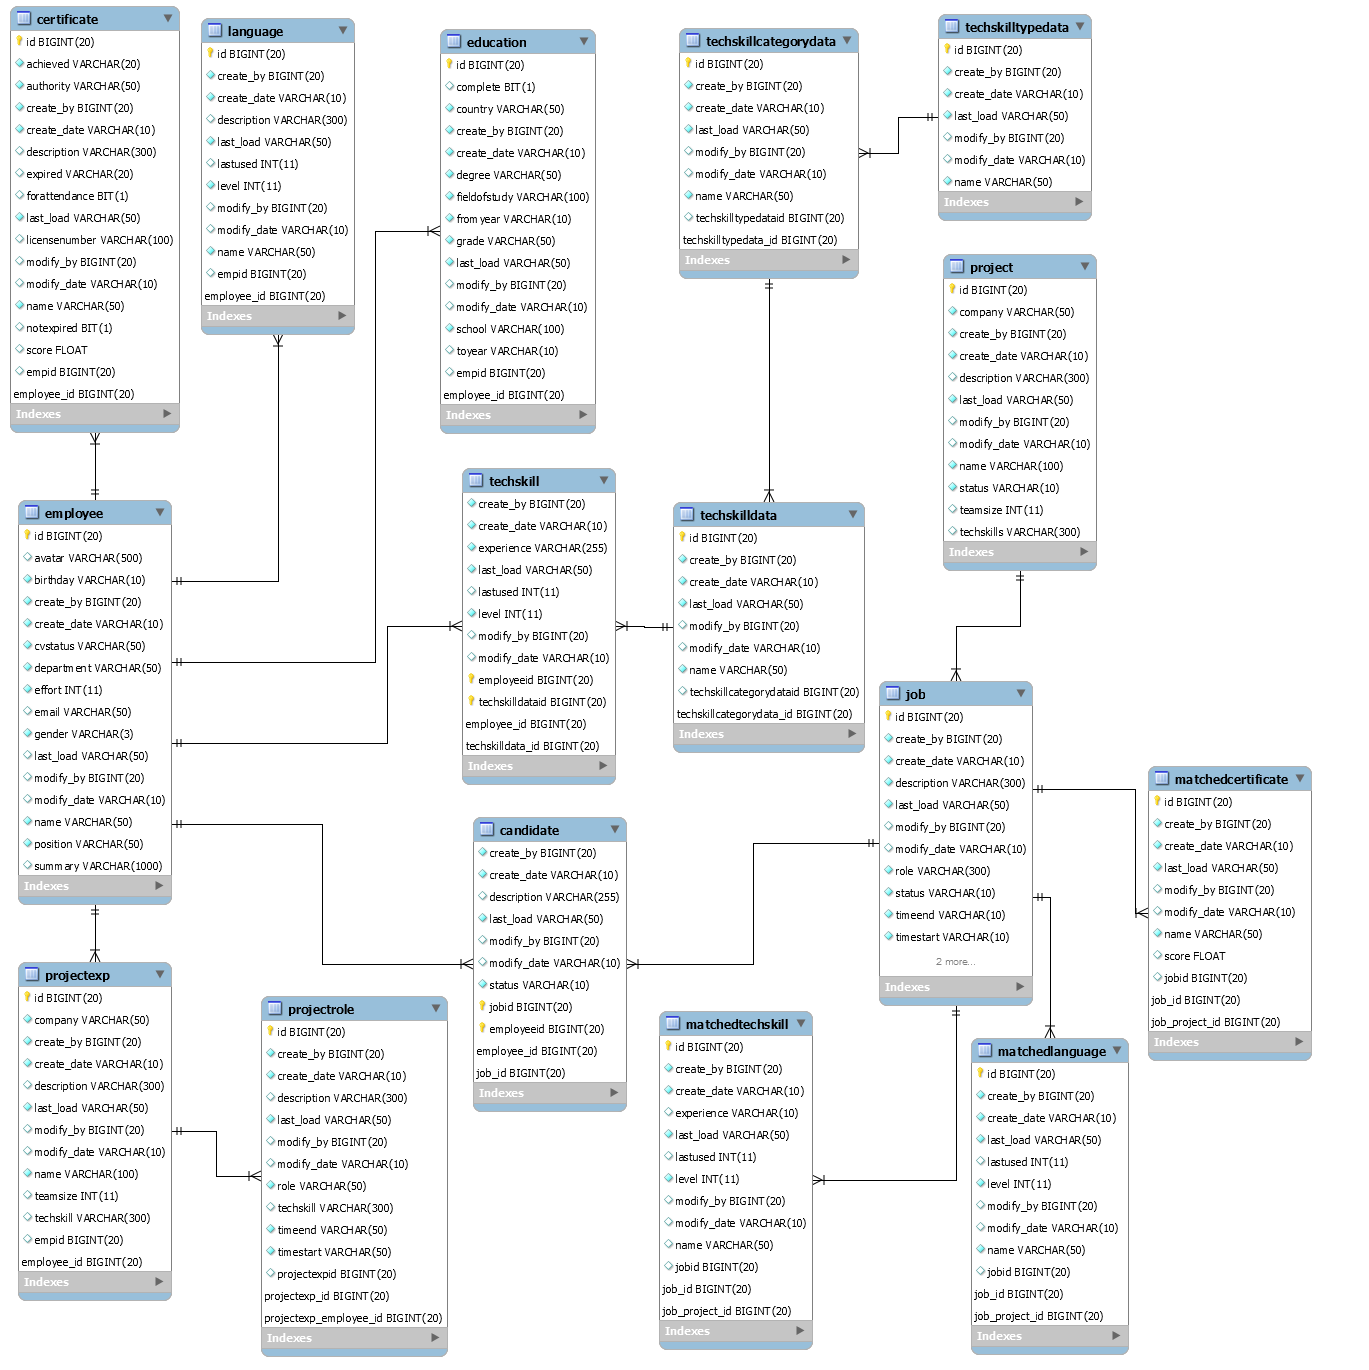 certificate
id BIGINT(20)
achieved VARCHAR(20)
authority VARCHAR(50)
create_by BIGINT(20)
create_date VARCHAR(10)
description VARCHAR(300)
expired VARCHAR(20)
forattendance BIT(1)
last_load VARCHAR(50)
licensenumber VARCHAR(100)
modify_by BIGINT(20)
modify_date VARCHAR(10)
name VARCHAR(50)
notexpired BIT(1)
score FLOAT
empid BIGINT(20)
employee_id BIGINT(20)
Indexes
language
id BIGINT(20)
create_by BIGINT(20)
create_date VARCHAR(10)
description VARCHAR(300)
last_load VARCHAR(50)
lastused INT(11)
level INT(11)
modify_by BIGINT(20)
modify_date VARCHAR(10)
name VARCHAR(50)
empid BIGINT(20)
employee_id BIGINT(20)
Indexes
education
id BIGINT(20)
complete BIT(1)
country VARCHAR(50)
create_by BIGINT(20)
create_date VARCHAR(10)
degree VARCHAR(50)
fieldofstudy VARCHAR(100)
fromyear VARCHAR(10)
grade VARCHAR(50)
last_load VARCHAR(50)
modify_by BIGINT(20)
modify_date VARCHAR(10)
school VARCHAR(100)
toyear VARCHAR(10)
empid BIGINT(20)
employee_id BIGINT(20)
Indexes
techskillcategorydata
id BIGINT(20)
create_by BIGINT(20)
create_date VARCHAR(10)
last_load VARCHAR(50)
modify_by BIGINT(20)
modify_date VARCHAR(10)
name VARCHAR(50)
techskilltypedataid BIGINT(20)
techskilltypedata_id BIGINT(20)
Indexes
techskilltypedata
id BIGINT(20)
create_by BIGINT(20)
create_date VARCHAR(10)
last_load VARCHAR(50)
modify_by BIGINT(20)
modify_date VARCHAR(10)
name VARCHAR(50)
Indexes
project
id BIGINT(20)
company VARCHAR(50)
create_by BIGINT(20)
create_date VARCHAR(10)
description VARCHAR(300)
last_load VARCHAR(50)
modify_by BIGINT(20)
modify_date VARCHAR(10)
name VARCHAR(100)
status VARCHAR(10)
teamsize INT(11)
techskills VARCHAR(300)
Indexes
employee
id BIGINT(20)
avatar VARCHAR(500)
birthday VARCHAR(10)
create_by BIGINT(20)
create_date VARCHAR(10)
cvstatus VARCHAR(50)
department VARCHAR(50)
effort INT(11)
email VARCHAR(50)
gender VARCHAR(3)
last_load VARCHAR(50)
modify_by BIGINT(20)
modify_date VARCHAR(10)
name VARCHAR(50)
position VARCHAR(50)
summary VARCHAR(1000)
Indexes
techskill
create_by BIGINT(20)
create_date VARCHAR(10)
experience VARCHAR(255)
last_load VARCHAR(50)
lastused INT(11)
level INT(11)
modify_by BIGINT(20)
modify_date VARCHAR(10)
employeeid BIGINT(20)
techskilldataid BIGINT(20)
employee_id BIGINT(20)
techskilldata_id BIGINT(20)
Indexes
techskilldata
id BIGINT(20)
create_by BIGINT(20)
create_date VARCHAR(10)
last_load VARCHAR(50)
modify_by BIGINT(20)
modify_date VARCHAR(10)
name VARCHAR(50)
techskillcategorydataid BIGINT(20)
techskillcategorydata_id BIGINT(20)
Indexes
job
id BIGINT(20)
create_by BIGINT(20)
create_date VARCHAR(10)
description VARCHAR(300)
last_load VARCHAR(50)
modify_by BIGINT(20)
modify_date VARCHAR(10)
role VARCHAR(300)
status VARCHAR(10)
timeend VARCHAR(10)
timestart VARCHAR(10)
2 more...
Indexes
matchedcertificate
id BIGINT(20)
create_by BIGINT(20)
create_date VARCHAR(10)
last_load VARCHAR(50)
modify_by BIGINT(20)
modify_date VARCHAR(10)
name VARCHAR(50)
score FLOAT
jobid BIGINT(20)
job_id BIGINT(20)
job_project_id BIGINT(20)
Indexes
candidate
create_by BIGINT(20)
create_date VARCHAR(10)
description VARCHAR(255)
last_load VARCHAR(50)
modify_by BIGINT(20)
modify_date VARCHAR(10)
status VARCHAR(10)
jobid BIGINT(20)
employeeid BIGINT(20)
employee_id BIGINT(20)
job_id BIGINT(20)
Indexes
projectexp
id BIGINT(20)
company VARCHAR(50)
create_by BIGINT(20)
create_date VARCHAR(10)
description VARCHAR(300)
last_load VARCHAR(50)
modify_by BIGINT(20)
modify_date VARCHAR(10)
name VARCHAR(100)
teamsize INT(11)
techskill VARCHAR(300)
empid BIGINT(20)
employee_id BIGINT(20)
Indexes
projectrole
id BIGINT(20)
create_by BIGINT(20)
create_date VARCHAR(10)
description VARCHAR(300)
last_load VARCHAR(50)
modify_by BIGINT(20)
modify_date VARCHAR(10)
role VARCHAR(50)
techskill VARCHAR(300)
timeend VARCHAR(50)
timestart VARCHAR(50)
projectexpid BIGINT(20)
projectexp_id BIGINT(20)
projectexp_employee_id BIGINT(20)
Indexes
matchedtechskill
id BIGINT(20)
create_by BIGINT(20)
create_date VARCHAR(10)
experience VARCHAR(10)
last_load VARCHAR(50)
lastused INT(11)
level INT(11)
modify_by BIGINT(20)
modify_date VARCHAR(10)
name VARCHAR(50)
jobid BIGINT(20)
job_id BIGINT(20)
job_project_id BIGINT(20)
Indexes
matchedlanguage
id BIGINT(20)
create_by BIGINT(20)
create_date VARCHAR(10)
last_load VARCHAR(50)
lastused INT(11)
level INT(11)
modify_by BIGINT(20)
modify_date VARCHAR(10)
name VARCHAR(50)
jobid BIGINT(20)
job_id BIGINT(20)
job_project_id BIGINT(20)
Indexes